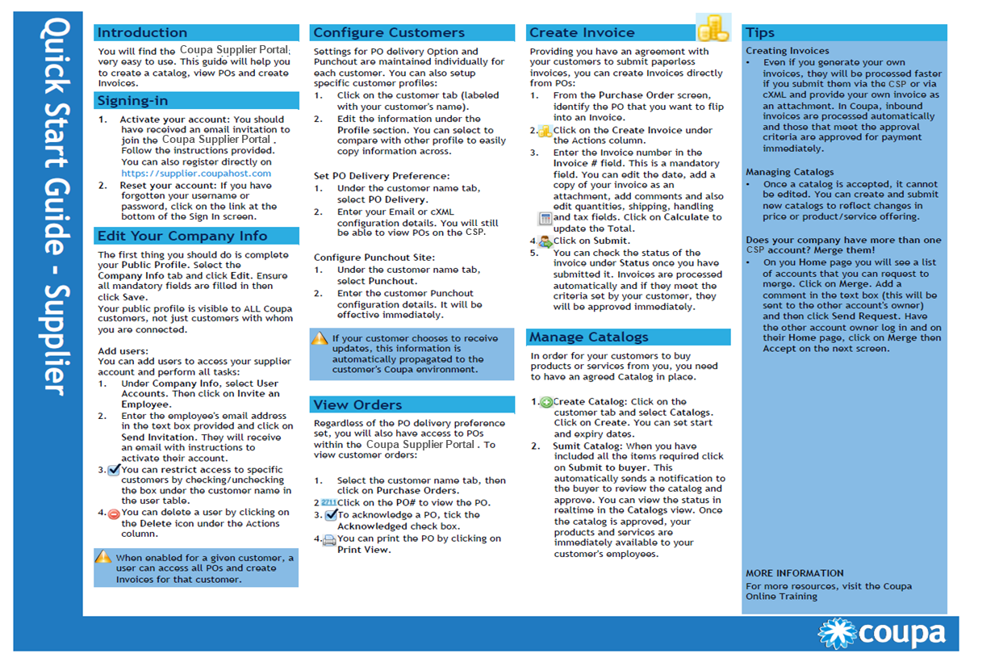 Quick Start Guide - Supplier
Introduction
You will find the Coupa Supplier Portal;
very easy to use. This guide will help you
to create a catalog, view POs and create
Invoices.
Signing-in
1. Activate your account: You should
have received an email invitation to
join the Coupa Supplier Portal .
Follow the instructions provided.
You can also register directly on
https://supplier.coupahost.com
2. Reset your account: If you have
forgotten your username or
password, click on the link at the
bottom of the Sign In screen.
Edit Your Company Info
The first thing you should do is complete
your Public Profile. Select the
Company Info tab and click Edit. Ensure
all mandatory fields are filled in then
click Save.
Your public profile is visible to ALL Coupa
customers, not just customers with whom
you are connected.
Add users:
You can add users to access your supplier
account and perform all tasks:
1. Under Company Info, select User
Accounts. Then click on Invite an
Employee.
2. Enter the employee's email address
in the text box provided and click on
Send Invitation. They will receive
an email with instructions to
activate their account.
3. You can restrict access to specific
customers by checking/unchecking
the box under the customer name in
the user table.
4. You can delete a user by clicking on
the Delete icon under the Actions
column.
When enabled for a given customer, a
user can access all POs and create
Invoices for that customer.
Configure Customers
Settings for PO delivery Option and
Punchout are maintained individually for
each customer. You can also setup
specific customer profiles:
1. Click on the customer tab (labeled
with your customer's name).
2. Edit the information under the
Profile section. You can select to
compare with other profile to easily
copy information across.
Set PO Delivery Preference:
1. Under the customer name tab,
select PO Delivery.
2. Enter your Email or cXML
configuration details. You will still
be able to view POs on the CSP.
Configure Punchout Site:
1. Under the customer name tab,
select Punchout.
2. Enter the customer Punchout
configuration details. It will be
effective immediately.
If your customer chooses to receive
updates, this information is
automatically propagated to the
customer's Coupa environment.
View Orders
Regardless of the PO delivery preference
set, you will also have access to POs
within the Coupa Supplier Portal . To
view customer orders:
1. Select the customer name tab, then
click on Purchase Orders.
2 2711 Click on the PO# to view the PO.
3. To acknowledge a PO, tick the
Acknowledged check box.
4. You can print the PO by clicking on
Print View.
Create Invoice
Providing you have an agreement with
your customers to submit paperless
invoices, you can create Invoices directly
from POs:
1. From the Purchase Order screen,
identify the PO that you want to flip
into an Invoice.
2. Click on the Create Invoice under
the Actions column.
3. Enter the Invoice number in the
Invoice # field. This is a mandatory
field. You can edit the date, add a
copy of your invoice as an
attachment, add comments and also
edit quantities, shipping, handling
and tax fields. Click on Calculate to
update the Total.
4. Click on Submit.
5. You can check the status of the
invoice under Status once you have
submitted it. Invoices are processed
automatically and if they meet the
criteria set by your customer, they
will be approved immediately.
Manage Catalogs
In order for your customers to buy
products or services from you, you need
to have an agreed Catalog in place.
1. Create Catalog: Click on the
customer tab and select Catalogs.
Click on Create. You can set start
and expiry dates.
2. Sumit Catalog: When you have
included all the items required click
on Submit to buyer. This
automatically sends a notification to
the buyer to review the catalog and
approve. You can view the status in
realtime in the Catalogs view. Once
the catalog is approved, your
products and services are
immediately available to your
customer's employees.
Tips
Creating Invoices
• Even if you generate your own
invoices, they will be processed faster
if you submit them via the CSP or via
cXML and provide your own invoice as
an attachment. In Coupa, inbound
invoices are processed automatically
and those that meet the approval
criteria are approved for payment
immediately.
Managing Catalogs
• Once a catalog is accepted, it cannot
be edited. You can create and submit
new catalogs to reflect changes in
price or product/service offering.
Does your company have more than one
CSP account? Merge them!
• On you Home page you will see a list
of accounts that you can request to
merge. Click on Merge. Add a
comment in the text box (this will be
sent to the other account's owner)
and then click Send Request. Have
the other account owner log in and on
their Home page, click on Merge then
Accept on the next screen.
MORE INFORMATION
For more resources, visit the Coupa
Online Training
coupa